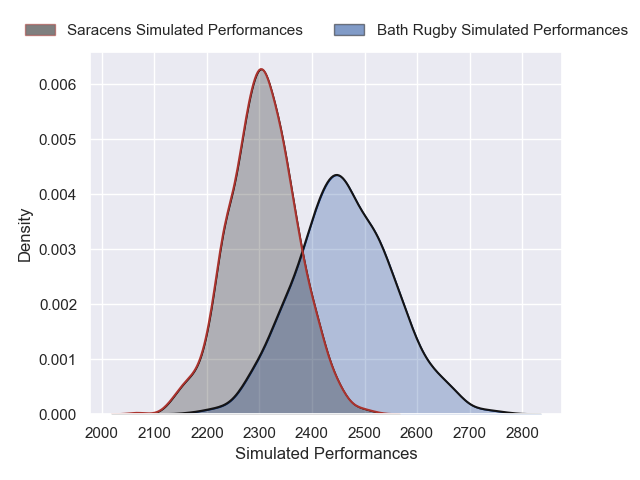 Saracens Simulated Performances
Bath Rugby Simulated Performances
0.006
0.005
0.004
0.003
0.002
0.001
0.000
Density
2000 2100 2200 2300 2400 2500 2600 2700 2800
Simulated Performances